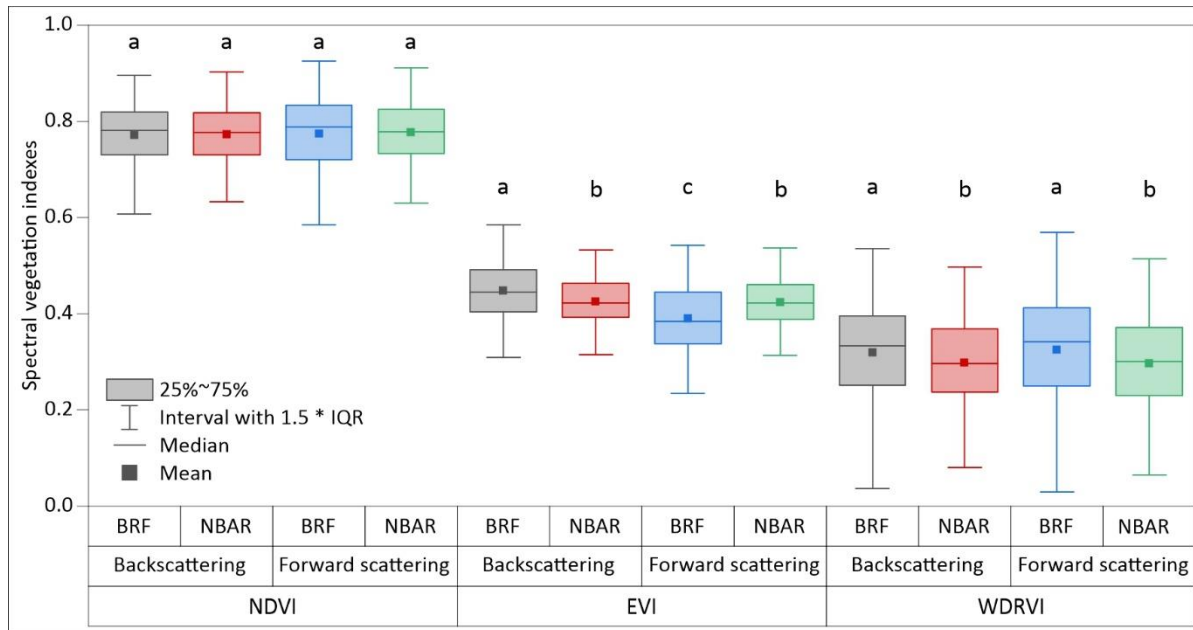 Spectral vegetation indexes
1.0
0.8
0.6
0.4
0.2
0.0
a a a a
a b c b
a b a b
25%~75%
Interval with 1.5 * IQR
Median
Mean
BRF NBAR BRF NBAR BRF NBAR BRF NBAR BRF NBAR BRF NBAR
Backscattering Forward scattering Backscattering Forward scattering Backscattering Forward scattering
NDVI EVI WDRVI